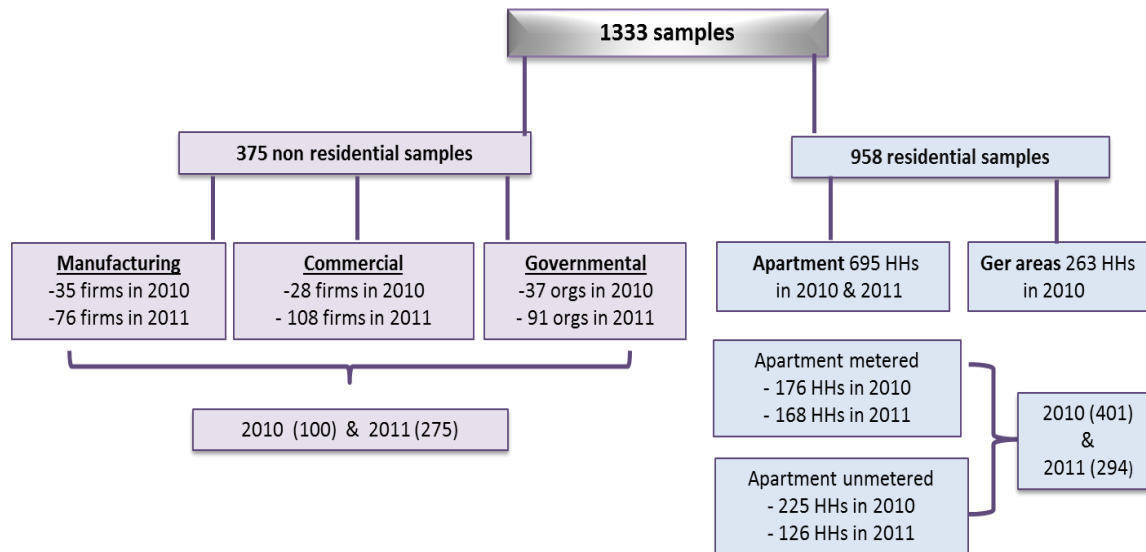 1333 samples
375 non residential samples
958 residential samples
Manufacturing
-35 firms in 2010
-76 firms in 2011
Commercial
-28 firms in 2010
- 108 firms in 2011
Governmental
-37 orgs in 2010
- 91 orgs in 2011
Apartment 695 HHs
in 2010 & 2011
Ger areas 263 HHs
in 2010
2010 (100) & 2011 (275)
Apartment metered
- 176 HHs in 2010
- 168 HHs in 2011
Apartment unmetered
- 225 HHs in 2010
- 126 HHs in 2011
2010 (401)
&
2011 (294)